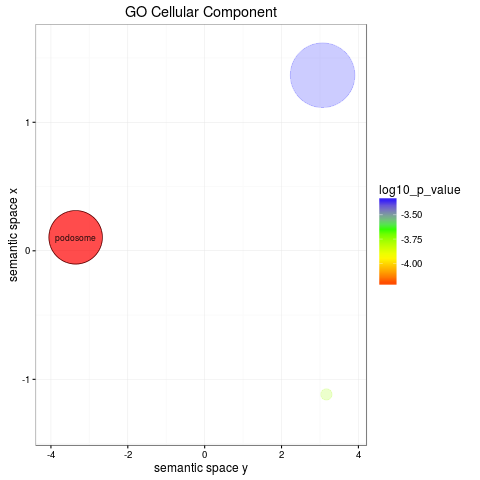 GO Cellular Component
semantic space x
1
0
-1
podosome
-4
-2
0
2
4
semantic space y
log10_p_value
-3.50
-3.75
-4.00